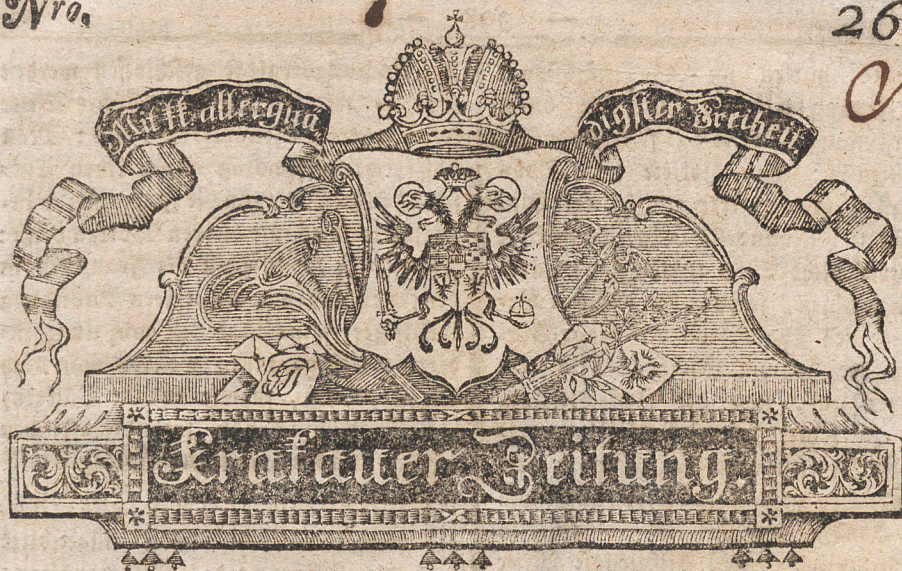 Nro. 26
Mit k. allergnä- digster Freiheit.
Krakauer Zeitung.